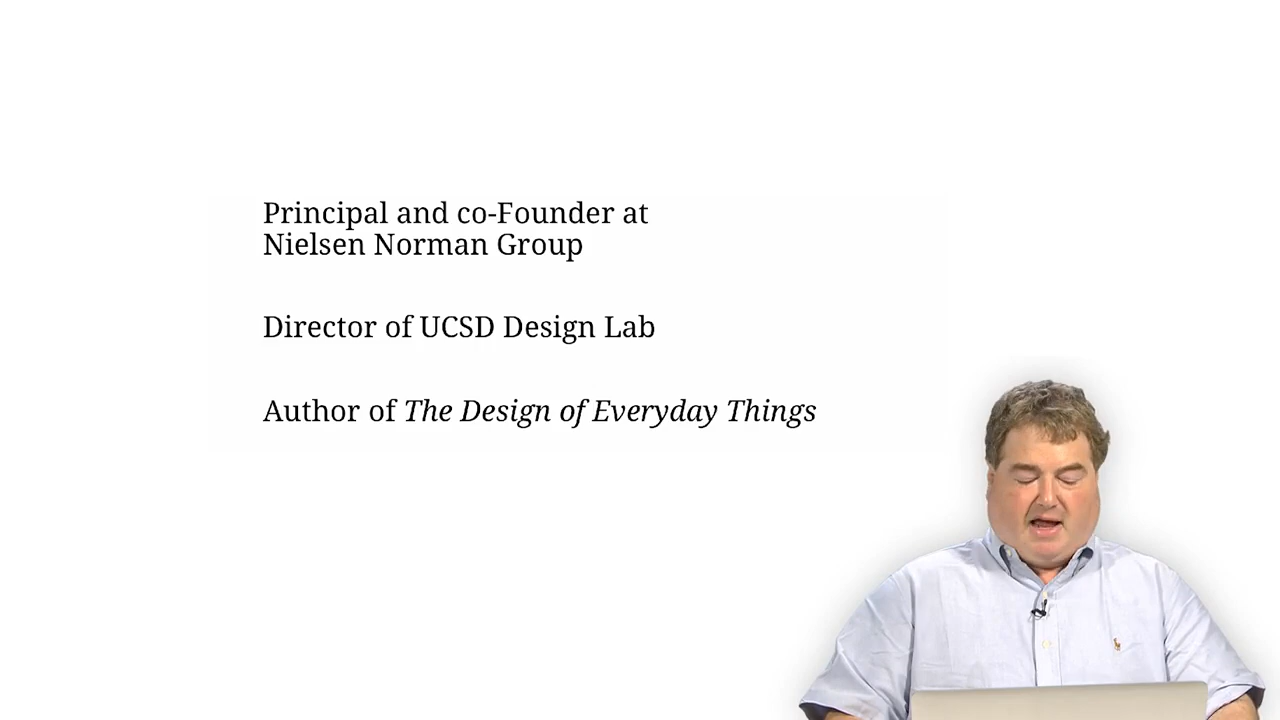 Principal and co-Founder at
Nielsen Norman Group
Director of UCSD Design Lab
Author of The Design of Everyday Things